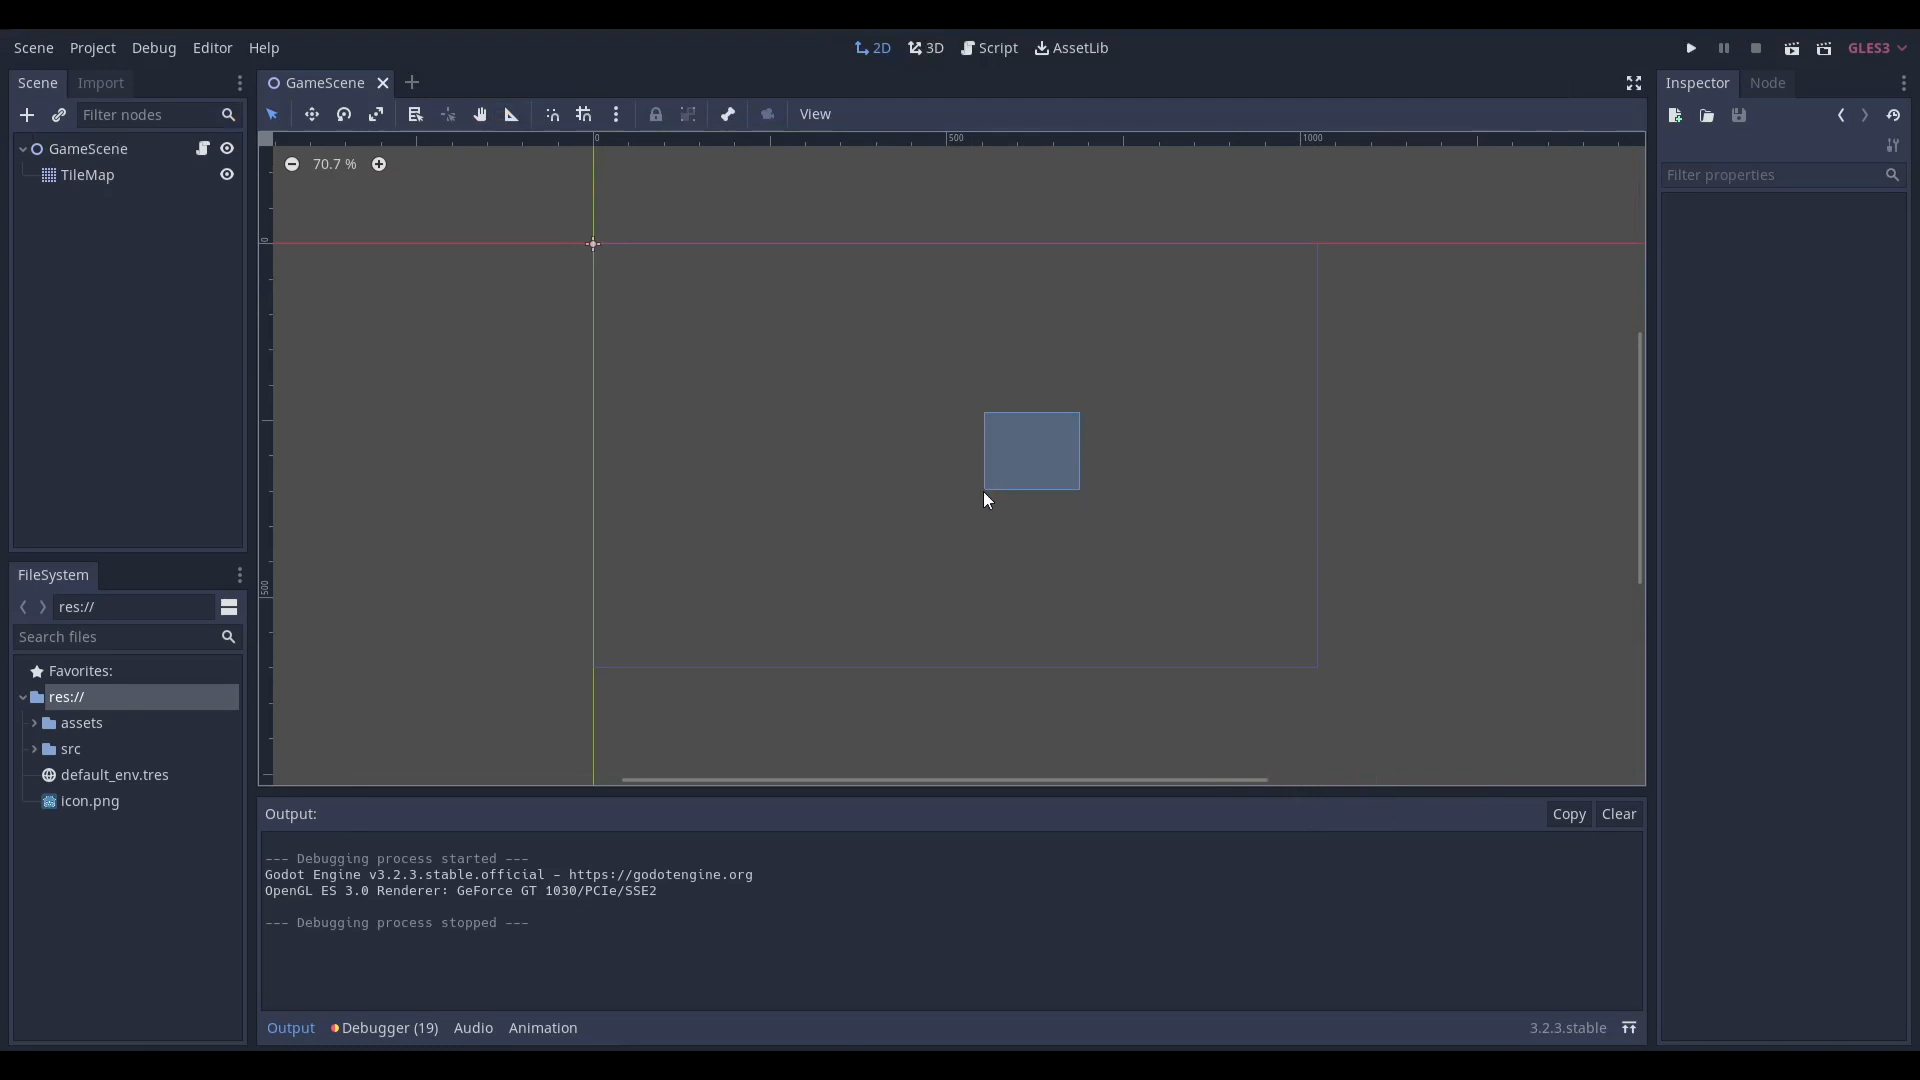 Scene Project Debug Editor Help
2D 3D Script AssetLib
GLES3
Scene Import
GameScene
Inspector Node
Filter nodes
View
0 500 1000
GameScene
70.7 %
TileMap
Filter properties
0
500
FileSystem
res://
Search files
Favorites:
res://
assets
src
default_env.tres
icon.png
Output:
Copy Clear
--- Debugging process started ---
Godot Engine v3.2.3.stable.official - https://godotengine.org
OpenGL ES 3.0 Renderer: GeForce GT 1030/PCIe/SSE2
--- Debugging process stopped ---
Output Debugger (19) Audio Animation
3.2.3.stable